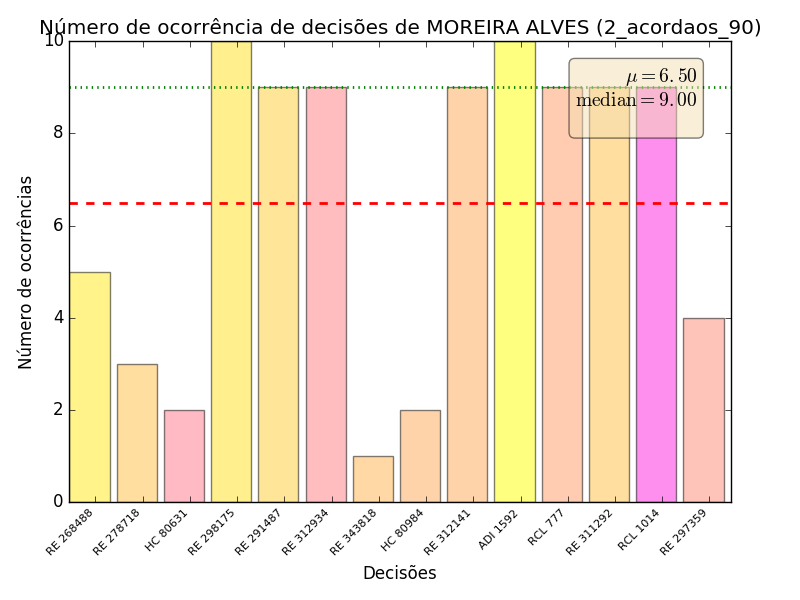 Número de ocorrência de decisões de MOREIRA ALVES (2_acordaos_90)
μ = 6.50
median = 9.00
Número de ocorrências
10
8
6
4
2
0
RE 268488
RE 278718
HC 80631
RE 298175
RE 291487
RE 312934
RE 343818
HC 80984
RE 312141
ADI 1592
RCL 777
RE 311292
RCL 1014
RE 297359
Decisões